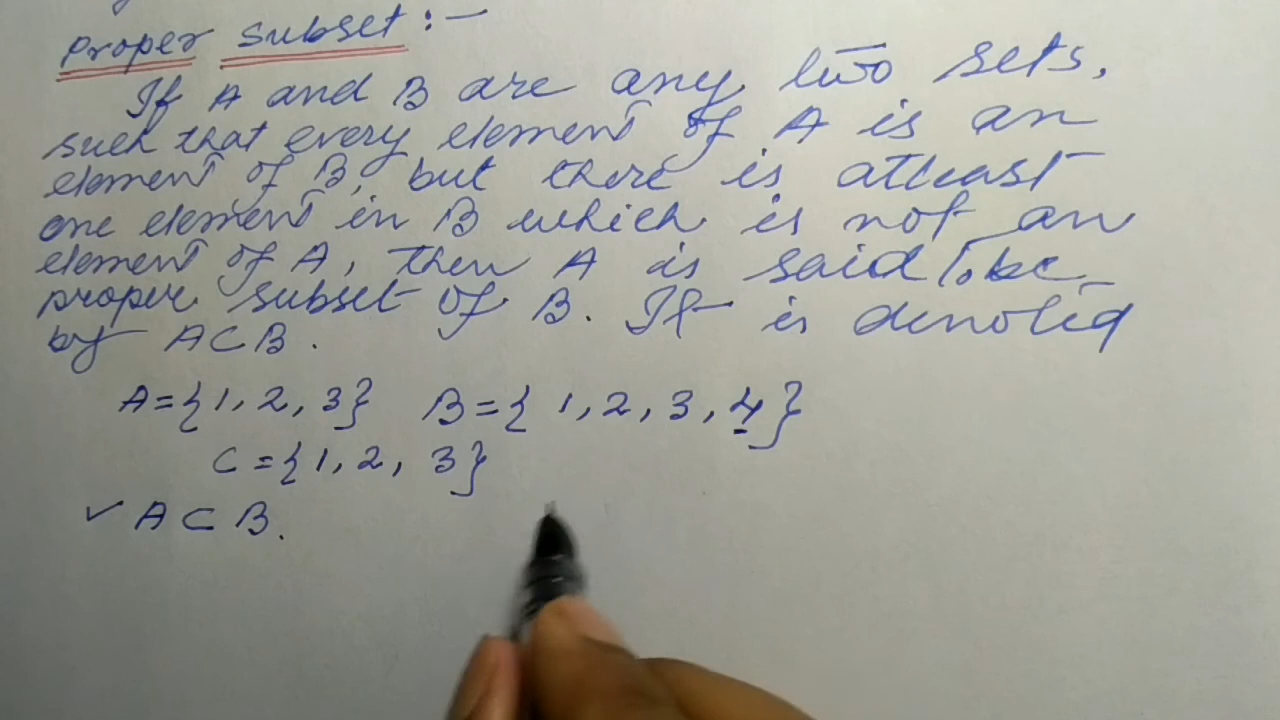 Proper subset :-
If A and B are any two sets,
such that every element of A is an
element of B, but there is atleast
one element in B which is not an
element of A, then A is said to be
proper subset of B. It is denoted
by A⊂B.
A={1, 2, 3} B={ 1, 2, 3, 4}
C={1, 2, 3}
✓ A ⊂ B.